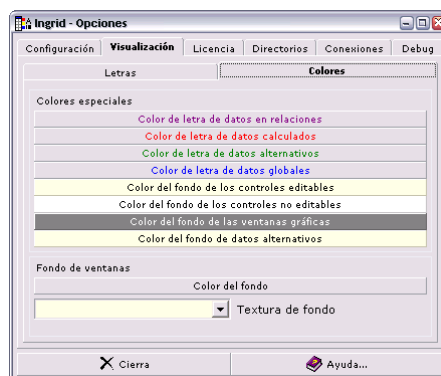 Ingrid - Opciones
Configuración Visualización Licencia Directorios Conexiones Debug
Letras Colores
Colores especiales
Color de letra de datos en relaciones
Color de letra de datos calculados
Color de letra de datos alternativos
Color de letra de datos globales
Color del fondo de los controles editables
Color del fondo de los controles no editables
Color del fondo de las ventanas gráficas
Color del fondo de datos alternativos
Fondo de ventanas
Color del fondo
Textura de fondo
Cierra Ayuda...